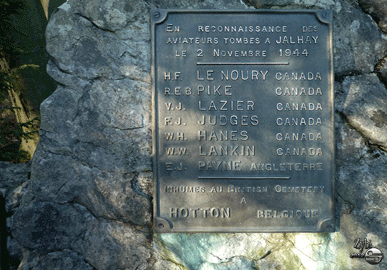 EN RECONNAISSANCE DES
AVIATEURS TOMBES A JALHAY
LE 2 NOVEMBRE 1944
H.F. LE NOURY CANADA
R.E.B PIKE CANADA
V.J. LAZIER CANADA
F.J. JUDGES CANADA
W.H. HANES CANADA
W.W. LANKIN CANADA
E.J. PAYNE ANGLETERRE
INHUMES AU BRITISH CEMETERY
A
HOTTON BELGIQUE